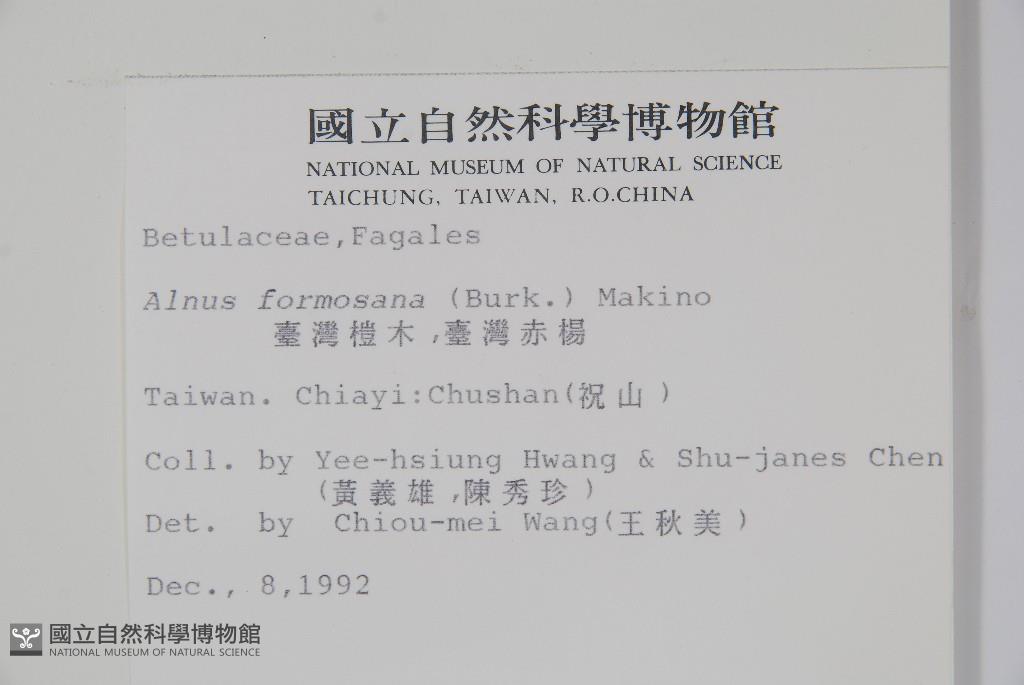 國立自然科學博物館
NATIONAL MUSEUM OF NATURAL SCIENCE
TAICHUNG, TAIWAN, R.O.CHINA
Betulaceae,Fagales
Alnus formosana (Burk.) Makino
臺灣榿木,臺灣赤楊
Taiwan. Chiayi:Chushan(祝山)
Coll. by Yee-hsiung Hwang & Shu-janes Chen
(黃義雄,陳秀珍)
Det. by Chiou-mei Wang(王秋美)
Dec., 8,1992
國立自然科學博物館
NATIONAL MUSEUM OF NATURAL SCIENCE